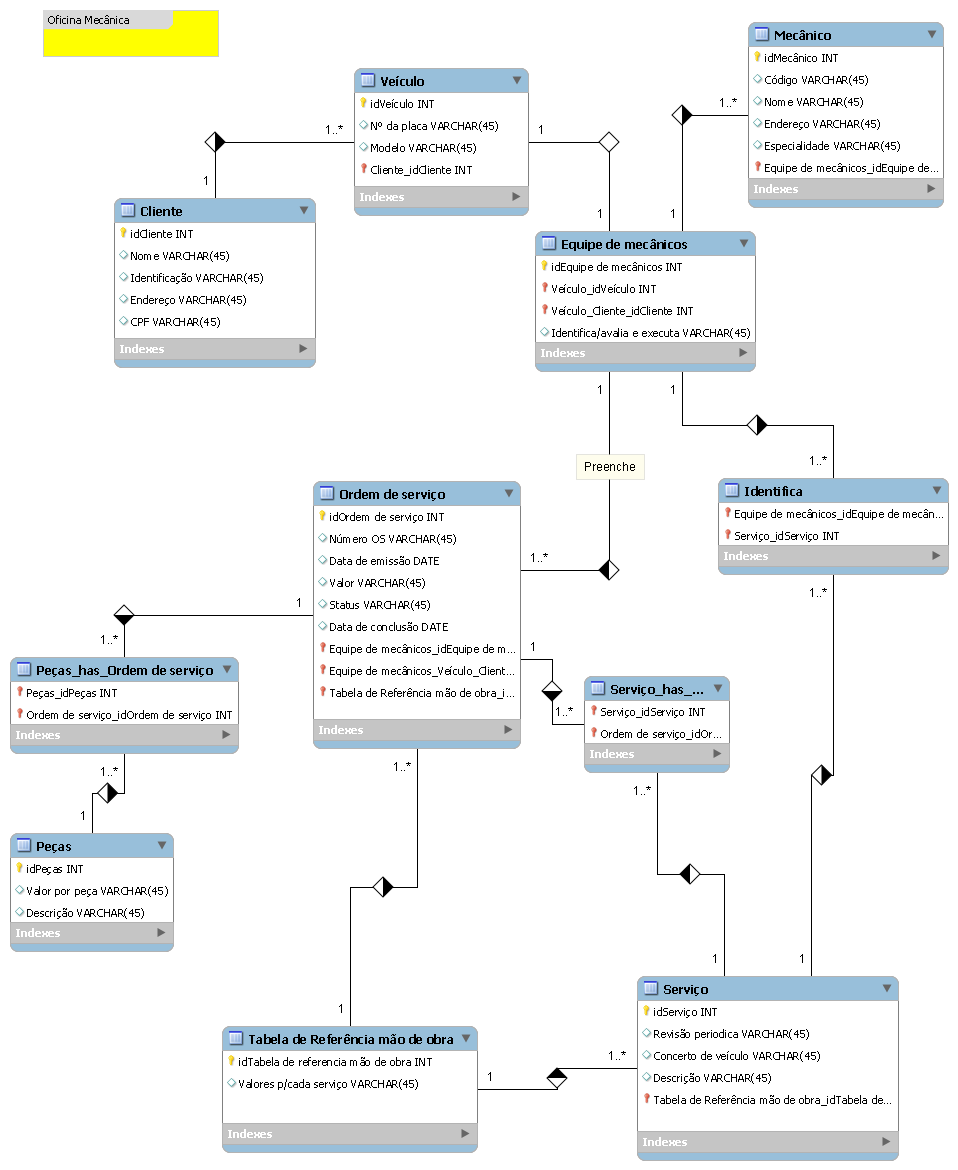 Oficina Mecânica
Mecânico
idMecânico INT
Código VARCHAR(45)
Nome VARCHAR(45)
Endereço VARCHAR(45)
Especialidade VARCHAR(45)
Equipe de mecânicos_idEquipe de...
Indexes
Veículo
idVeículo INT
Nº da placa VARCHAR(45)
Modelo VARCHAR(45)
Cliente_idCliente INT
Indexes
1..*
1
1
1
1..*
1
Cliente
idCliente INT
Nome VARCHAR(45)
Identificação VARCHAR(45)
Endereço VARCHAR(45)
CPF VARCHAR(45)
Indexes
Equipe de mecânicos
idEquipe de mecânicos INT
Veículo_idVeículo INT
Veículo_Cliente_idCliente INT
Identifica/avalia e executa VARCHAR(45)
Indexes
1
1
Preenche
1..*
1..*
Identifica
Equipe de mecânicos_idEquipe de mecân...
Serviço_idServiço INT
Indexes
1..*
Ordem de serviço
idOrdem de serviço INT
Número OS VARCHAR(45)
Data de emissão DATE
Valor VARCHAR(45)
Status VARCHAR(45)
Data de conclusão DATE
Equipe de mecânicos_idEquipe de m...
Equipe de mecânicos_Veículo_Client...
Tabela de Referência mão de obra_i...
Indexes
1
1..*
1
1..*
Peças_has_Ordem de serviço
Peças_idPeças INT
Ordem de serviço_idOrdem de serviço INT
Indexes
Serviço_has_...
Serviço_idServiço INT
Ordem de serviço_idOr...
Indexes
1..*
1
1..*
1..*
Peças
idPeças INT
Valor por peça VARCHAR(45)
Descrição VARCHAR(45)
Indexes
1
1
1
Tabela de Referência mão de obra
idTabela de referencia mão de obra INT
Valores p/cada serviço VARCHAR(45)
Indexes
1
1..*
Serviço
idServiço INT
Revisão periodica VARCHAR(45)
Concerto de veículo VARCHAR(45)
Descrição VARCHAR(45)
Tabela de Referência mão de obra_idTabela de...
Indexes